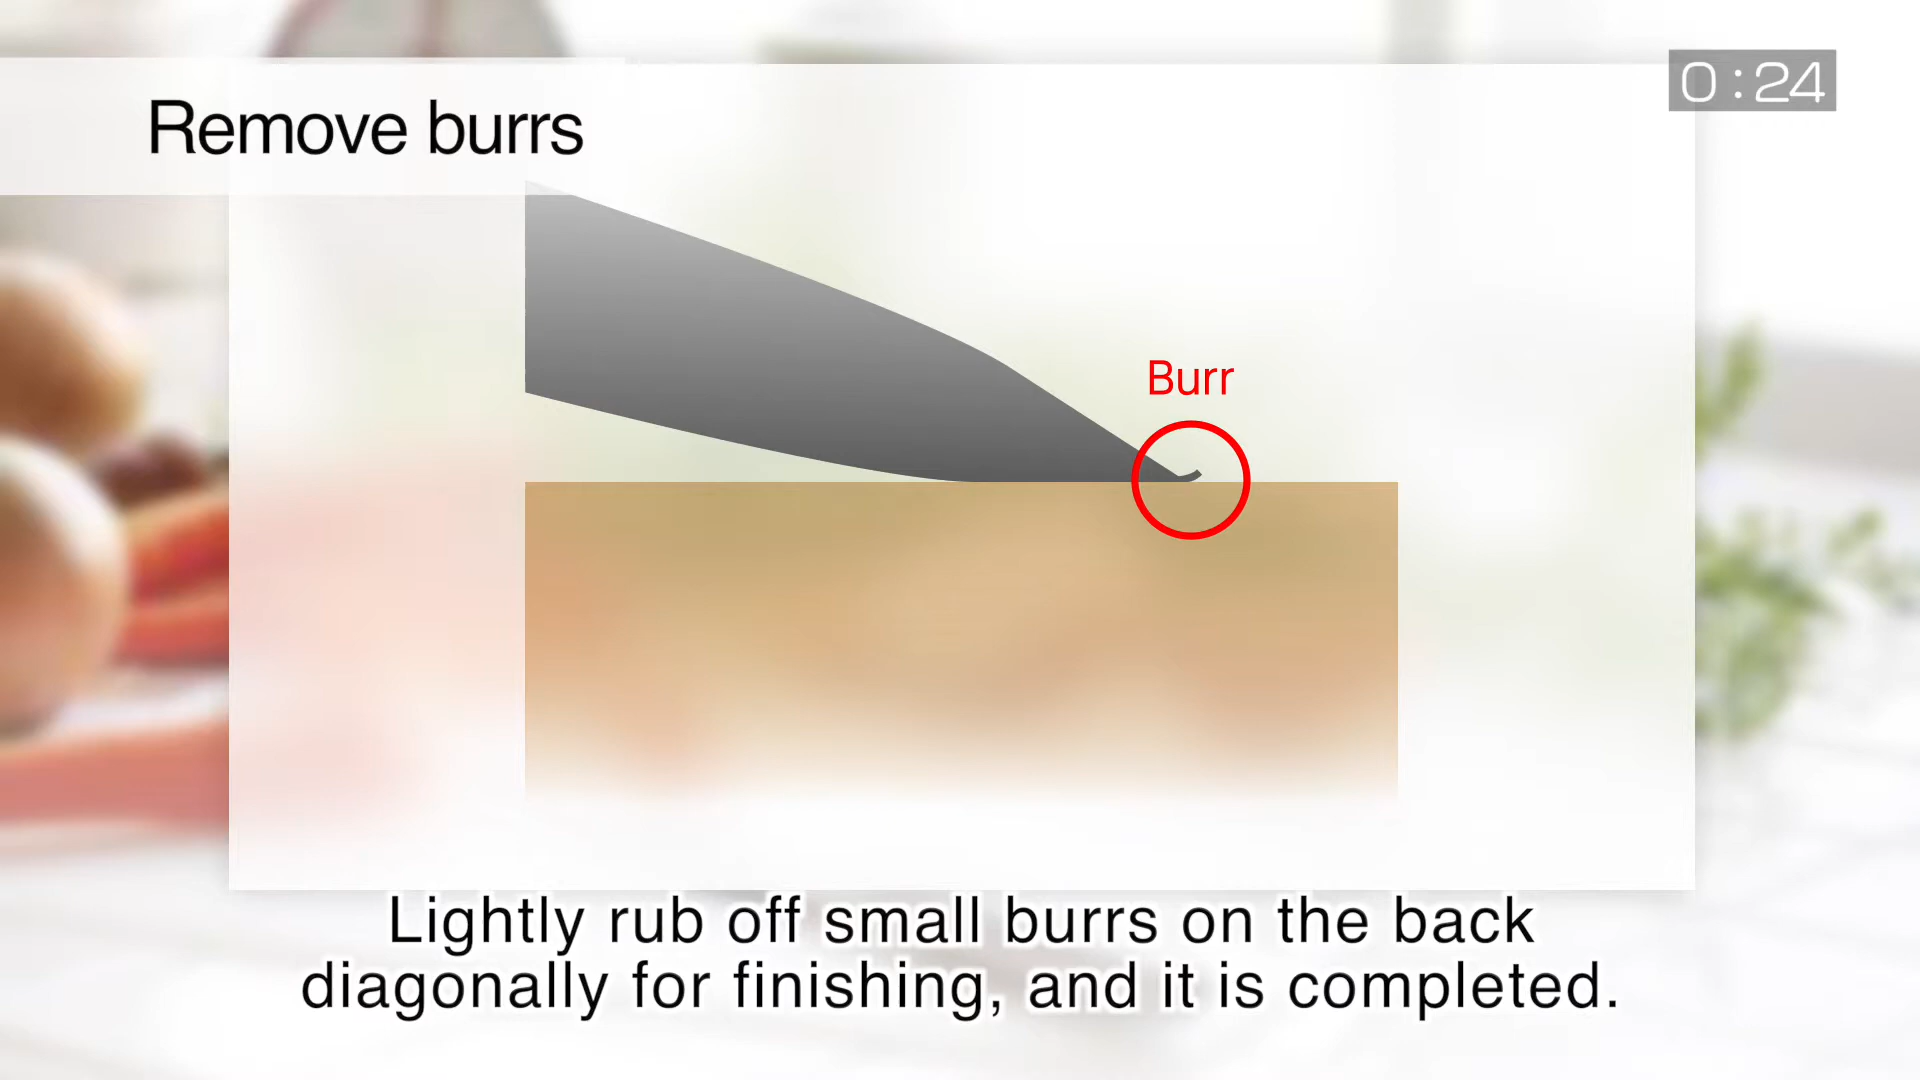 Remove burrs
0:24
Burr
Lightly rub off small burrs on the back
diagonally for finishing, and it is completed.